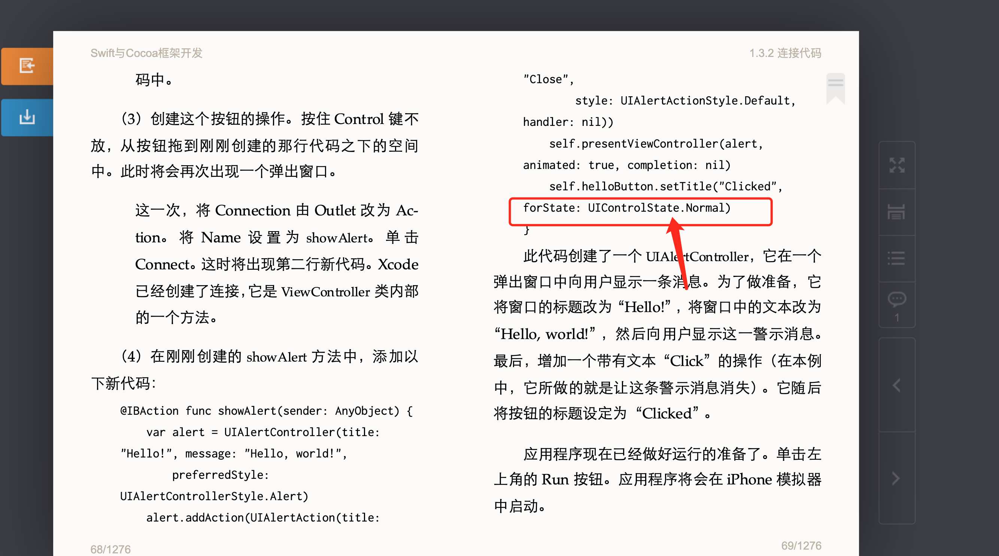 Swift与Cocoa框架开发
码中。
（3）创建这个按钮的操作。按住 Control 键不
放，从按钮拖到刚刚创建的那行代码之下的空间
中。此时将会再次出现一个弹出窗口。
这一次，将 Connection 由 Outlet 改为 Ac-
tion。将 Name 设置为 showAlert。单击
Connect。这时将出现第二行新代码。Xcode
已经创建了连接，它是 ViewController 类内部
的一个方法。
（4）在刚刚创建的 showAlert 方法中，添加以
下新代码：
@IBAction func showAlert(sender: AnyObject) {
var alert = UIAlertController(title:
"Hello!", message: "Hello, world!",
preferredStyle:
UIAlertControllerStyle.Alert)
alert.addAction(UIAlertAction(title:
68/1276
1.3.2 连接代码
"Close",
style: UIAlertActionStyle.Default,
handler: nil))
self.presentViewController(alert,
animated: true, completion: nil)
self.helloButton.setTitle("Clicked",
forState: UIControlState.Normal)
}
此代码创建了一个 UIAlertController，它在一个
弹出窗口中向用户显示一条消息。为了做准备，它
将窗口的标题改为“Hello!”，将窗口中的文本改为
“Hello, world!”，然后向用户显示这一警示消息。
最后，增加一个带有文本“Click”的操作（在本例
中，它所做的就是让这条警示消息消失）。它随后
将按钮的标题设定为“Clicked”。
应用程序现在已经做好运行的准备了。单击左
上角的 Run 按钮。应用程序将会在 iPhone 模拟器
中启动。
69/1276
1